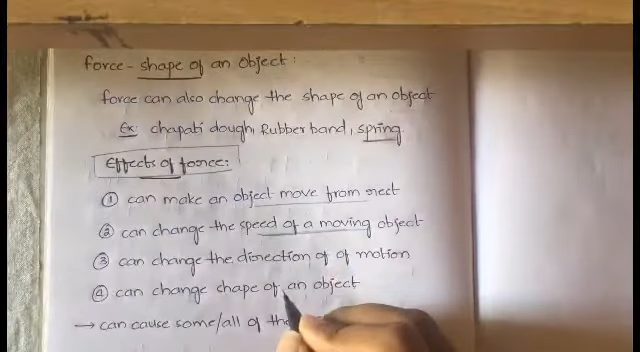 force - shape of an object:
force can also change the shape of an object
Ex: chapati dough, Rubber band, spring
Effects of force:
① can make an object move from rest
② can change the speed of a moving object
③ can change the direction of of motion
④ can change shape of an object
→ can cause some/all of